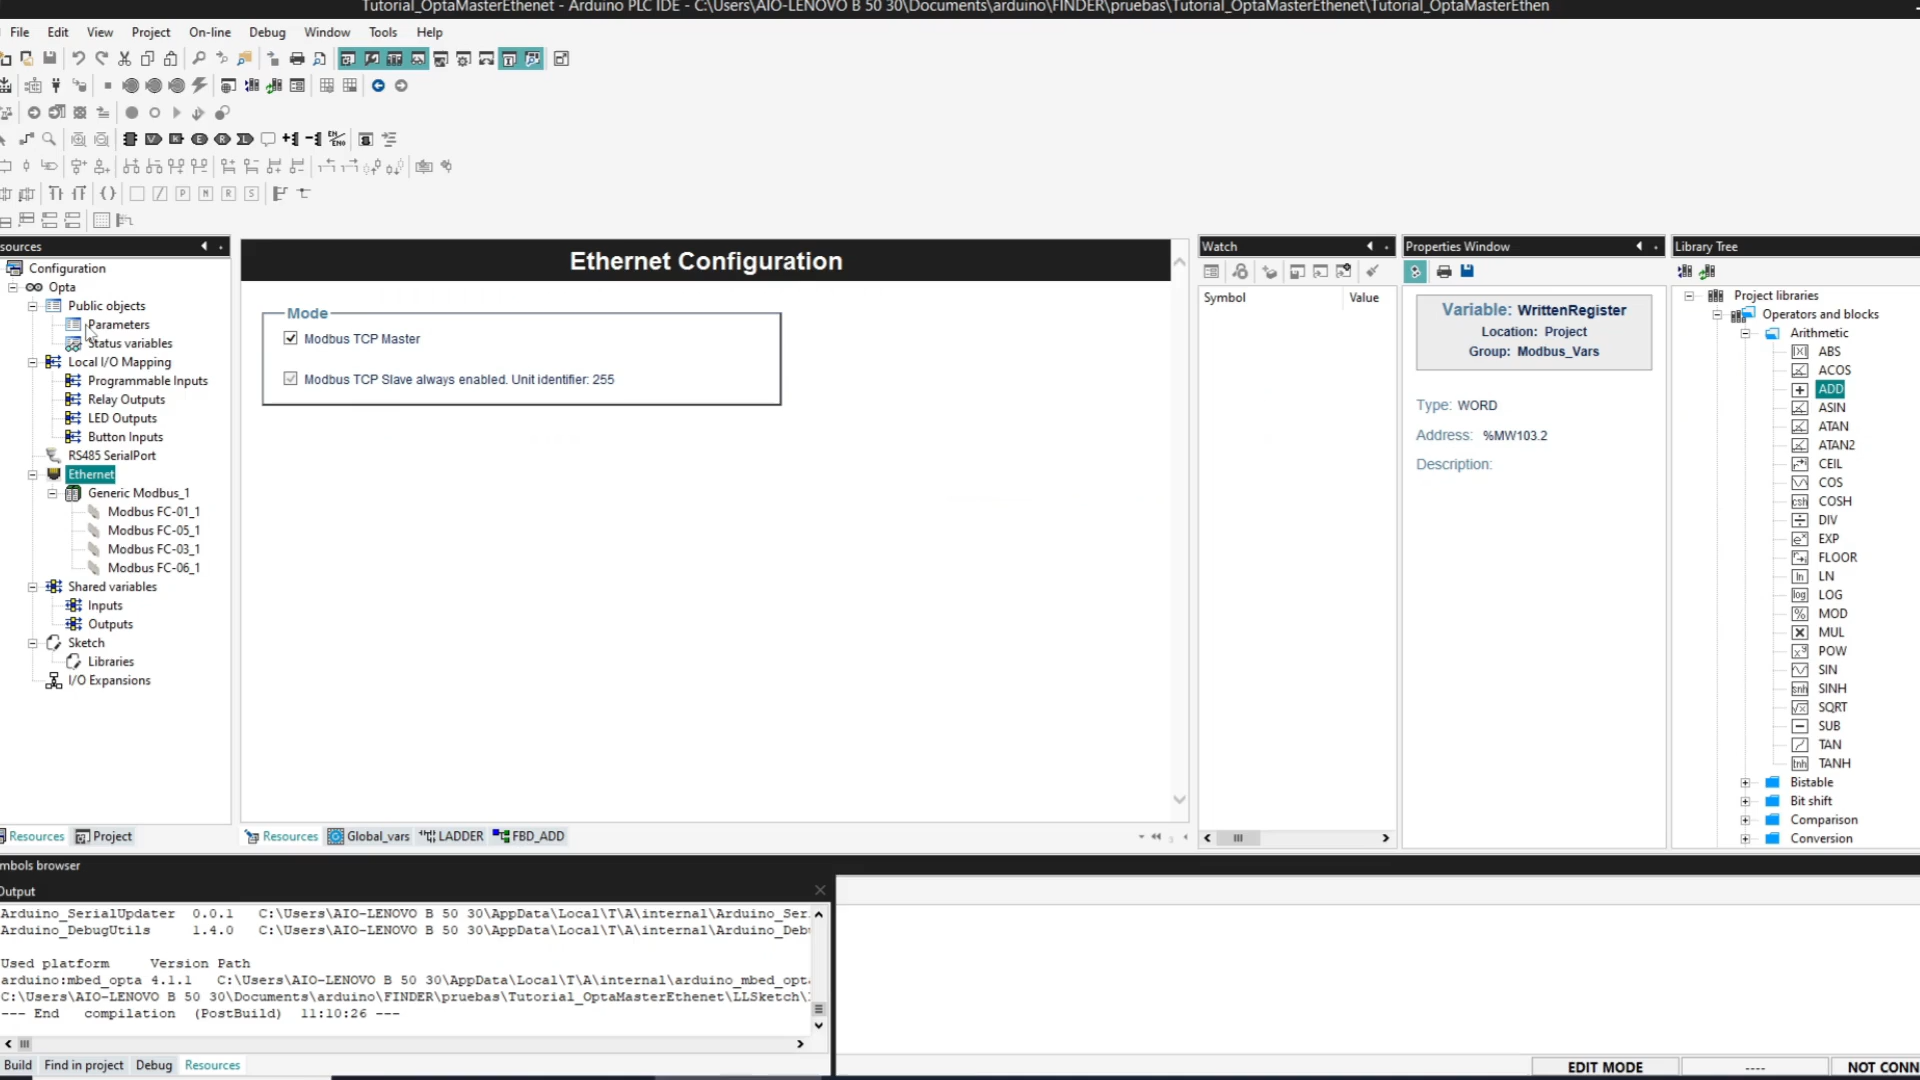 Tutorial_OptaMasterEthenet - Arduino PLC IDE - C:\Users\AIO-LENOVO B 50 30\Documents\arduino\FINDER\pruebas\Tutorial_OptaMasterEthenet\Tutorial_OptaMasterEthen
File Edit View Project On-line Debug Window Tools Help
sources
Configuration
Opta
Public objects
Parameters
Status variables
Local I/O Mapping
Programmable Inputs
Relay Outputs
LED Outputs
Button Inputs
RS485 SerialPort
Ethernet
Generic Modbus_1
Modbus FC-01_1
Modbus FC-05_1
Modbus FC-03_1
Modbus FC-06_1
Shared variables
Inputs
Outputs
Sketch
Libraries
I/O Expansions
Resources Project
Ethernet Configuration
Mode
Modbus TCP Master
Modbus TCP Slave always enabled. Unit identifier: 255
Resources Global_vars LADDER FBD_ADD
Watch
Symbol Value
Properties Window
Variable: WrittenRegister
Location: Project
Group: Modbus_Vars
Type: WORD
Address: %MW103.2
Description:
Library Tree
Project libraries
Operators and blocks
Arithmetic
ABS
ACOS
ADD
ASIN
ATAN
ATAN2
CEIL
COS
COSH
DIV
EXP
FLOOR
LN
LOG
MOD
MUL
POW
SIN
SINH
SQRT
SUB
TAN
TANH
Bistable
Bit shift
Comparison
Conversion
mbols browser
Output
Arduino_SerialUpdater 0.0.1 C:\Users\AIO-LENOVO B 50 30\AppData\Local\T\A\internal\Arduino_Ser
Arduino_DebugUtils 1.4.0 C:\Users\AIO-LENOVO B 50 30\AppData\Local\T\A\internal\Arduino_Deb
Used platform Version Path
arduino:mbed_opta 4.1.1 C:\Users\AIO-LENOVO B 50 30\AppData\Local\T\A\internal\arduino_mbed_opt
C:\Users\AIO-LENOVO B 50 30\Documents\arduino\FINDER\pruebas\Tutorial_OptaMasterEthenet\LLSketch\
--- End compilation (PostBuild) 11:10:26 ---
Build Find in project Debug Resources
EDIT MODE ---- NOT CONN